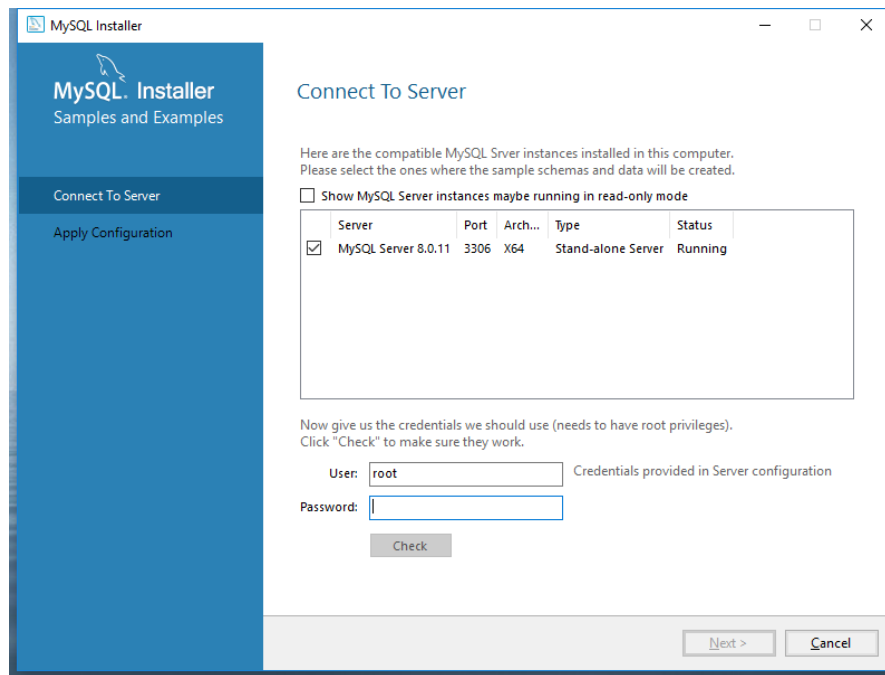 MySQL Installer
MySQL. Installer
Samples and Examples
Connect To Server
Apply Configuration
Connect To Server
Here are the compatible MySQL Srver instances installed in this computer.
Please select the ones where the sample schemas and data will be created.
Show MySQL Server instances maybe running in read-only mode
Server Port Arch... Type Status
MySQL Server 8.0.11 3306 X64 Stand-alone Server Running
Now give us the credentials we should use (needs to have root privileges).
Click "Check" to make sure they work.
User: root Credentials provided in Server configuration
Password:
Check
Next > Cancel